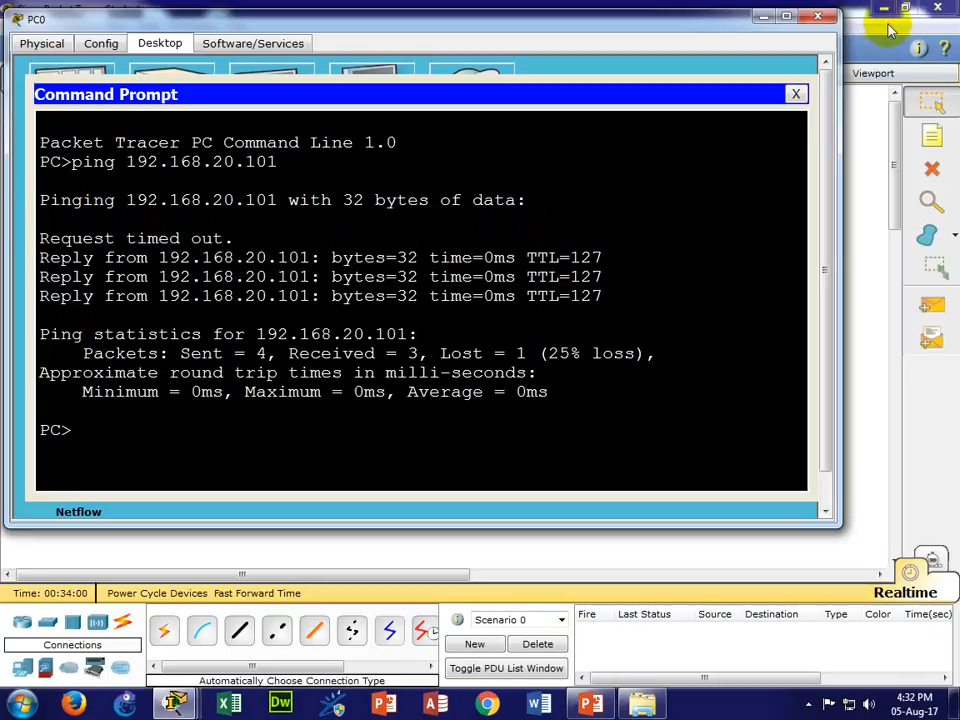 PC0
Physical
Config
Desktop
Software/Services
Viewport
Command Prompt
X
Packet Tracer PC Command Line 1.0
PC>ping 192.168.20.101
Pinging 192.168.20.101 with 32 bytes of data:
Request timed out.
Reply from 192.168.20.101: bytes=32 time=0ms TTL=127
Reply from 192.168.20.101: bytes=32 time=0ms TTL=127
Reply from 192.168.20.101: bytes=32 time=0ms TTL=127
Ping statistics for 192.168.20.101:
Packets: Sent = 4, Received = 3, Lost = 1 (25% loss),
Approximate round trip times in milli-seconds:
Minimum = 0ms, Maximum = 0ms, Average = 0ms
PC>
Netflow
Time: 00:34:00
Power Cycle Devices Fast Forward Time
Realtime
Connections
Automatically Choose Connection Type
Scenario 0
New
Delete
Toggle PDU List Window
Fire Last Status Source Destination Type Color Time(sec)
4:32 PM
05-Aug-17